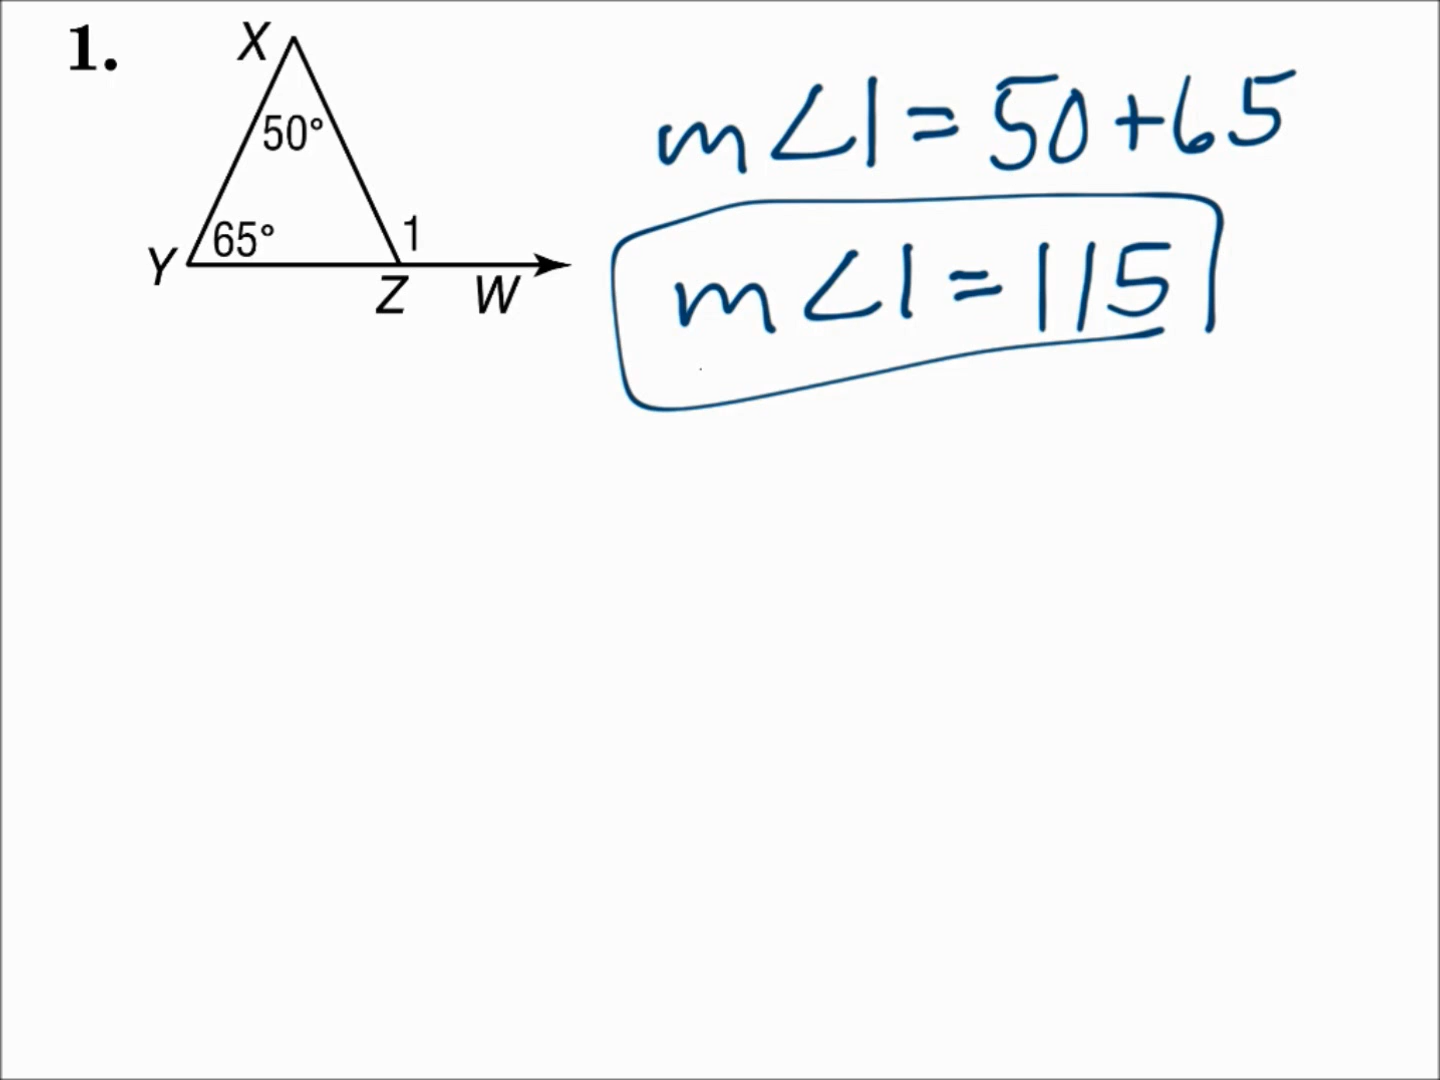 1.
X
50°
65°
1
Y
Z
W
m∠1 = 50 + 65
m∠1 = 115